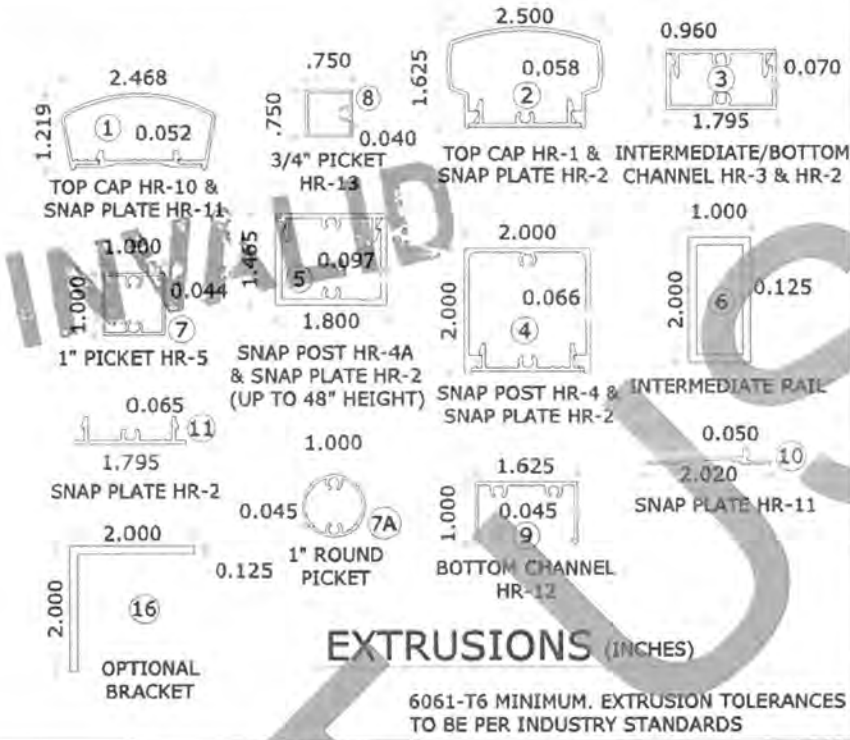 2.468
1.219
1
0.052
TOP CAP HR-10 &
SNAP PLATE HR-11
.750
.750
8
0.040
3/4" PICKET
HR-13
2.500
1.625
0.058
2
TOP CAP HR-1 &
SNAP PLATE HR-2
0.960
0.070
3
1.795
INTERMEDIATE/BOTTOM
CHANNEL HR-3 & HR-2
INVALID
1.000
1.000
0.044
7
1" PICKET HR-5
1.465
0.097
5
1.800
SNAP POST HR-4A
& SNAP PLATE HR-2
(UP TO 48" HEIGHT)
2.000
2.000
0.066
4
SNAP POST HR-4 &
SNAP PLATE HR-2
1.000
2.000
6
0.125
INTERMEDIATE RAIL
0.065
11
1.795
SNAP PLATE HR-2
1.000
0.045
7A
1" ROUND
PICKET
1.625
1.000
0.045
9
BOTTOM CHANNEL
HR-12
0.050
10
2.020
SNAP PLATE HR-11
2.000
2.000
0.125
16
OPTIONAL
BRACKET
EXTRUSIONS (INCHES)
6061-T6 MINIMUM. EXTRUSION TOLERANCES
TO BE PER INDUSTRY STANDARDS